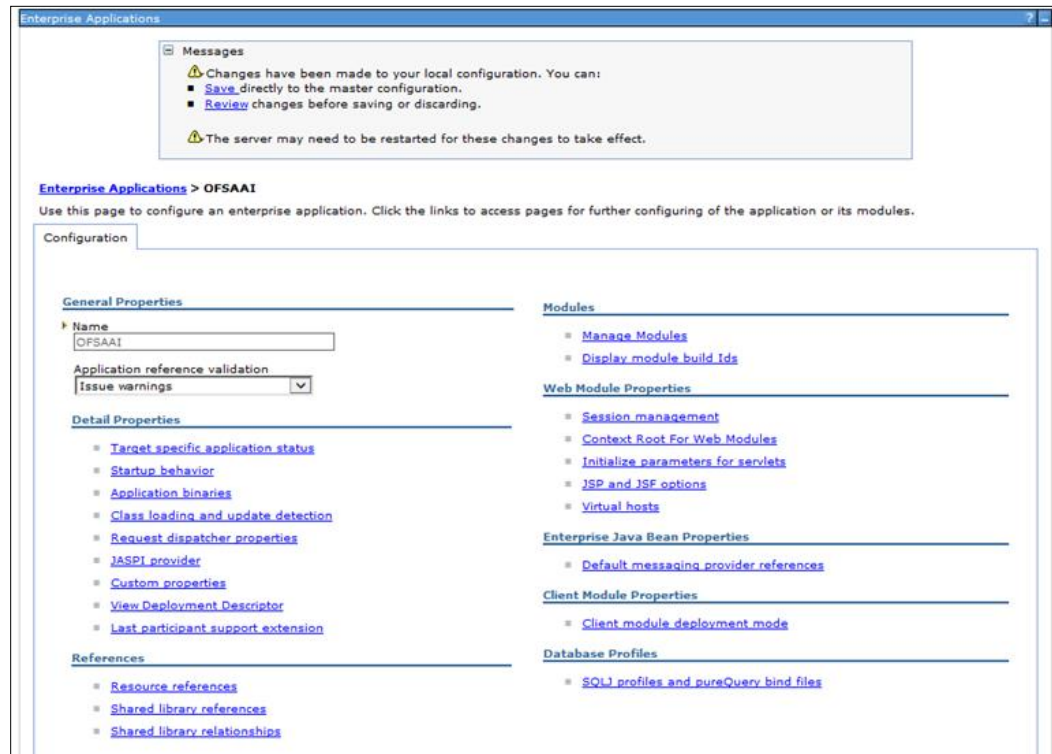 Enterprise Applications
? –
Messages
Changes have been made to your local configuration. You can:
Save directly to the master configuration.
Review changes before saving or discarding.
The server may need to be restarted for these changes to take effect.
Enterprise Applications > OFSAAI
Use this page to configure an enterprise application. Click the links to access pages for further configuring of the application or its modules.
Configuration
General Properties
Name
OFSAAI
Application reference validation
Issue warnings
Detail Properties
Target specific application status
Startup behavior
Application binaries
Class loading and update detection
Request dispatcher properties
JASPI provider
Custom properties
View Deployment Descriptor
Last participant support extension
References
Resource references
Shared library references
Shared library relationships
Modules
Manage Modules
Display module build Ids
Web Module Properties
Session management
Context Root For Web Modules
Initialize parameters for servlets
JSP and JSF options
Virtual hosts
Enterprise Java Bean Properties
Default messaging provider references
Client Module Properties
Client module deployment mode
Database Profiles
SQLJ profiles and pureQuery bind files